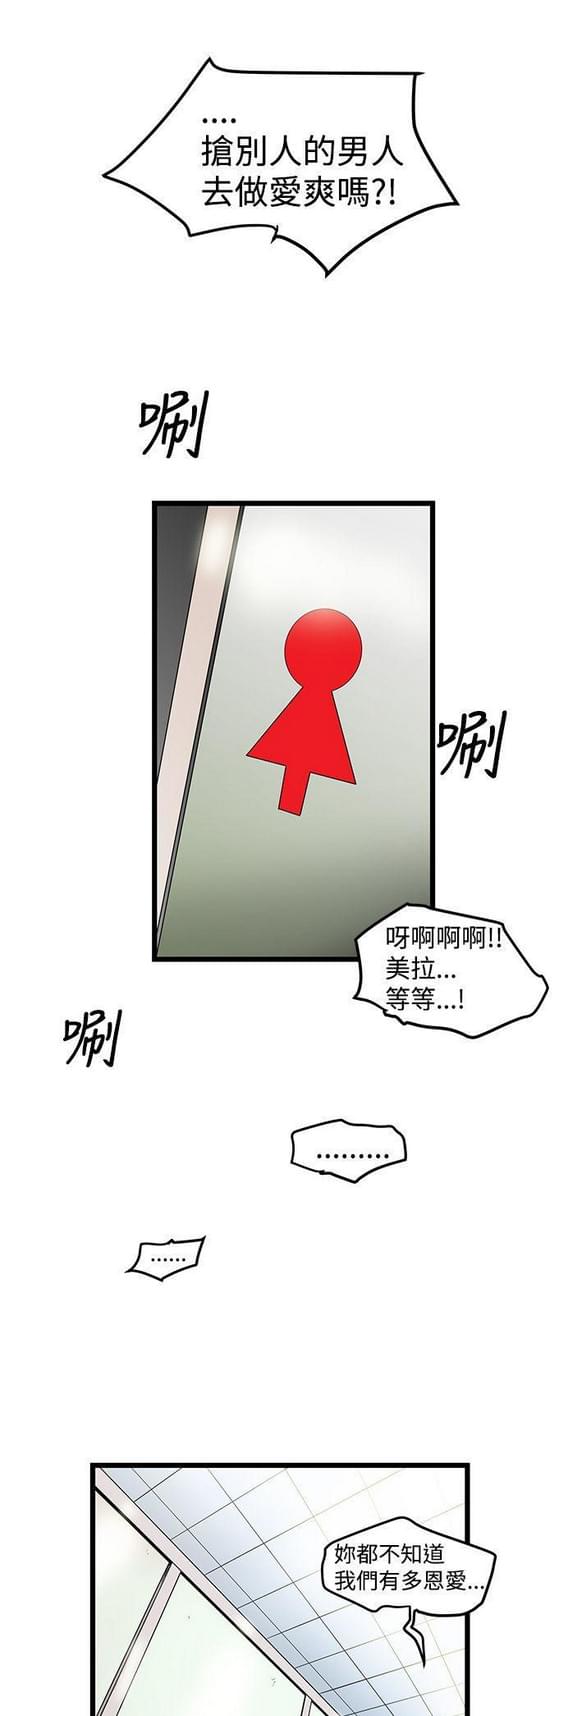 ....
搶別人的男人
去做愛爽嗎?!
唰
唰
呀啊啊啊!!
美拉...
等等...!
唰
.........
......
妳都不知道
我們有多恩愛...